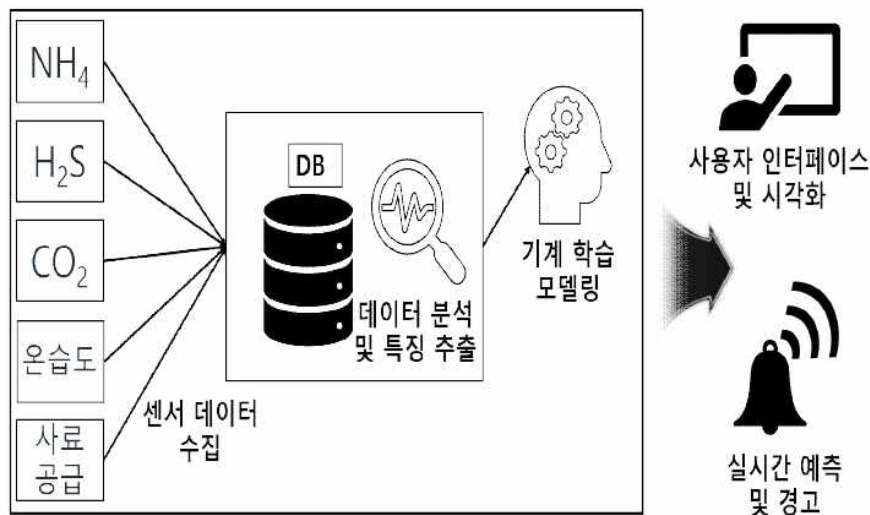 NH₄
H₂S
CO₂
온습도
사료
공급
센서 데이터
수집
DB
데이터 분석
및 특징 추출
기계 학습
모델링
사용자 인터페이스
및 시각화
실시간 예측
및 경고